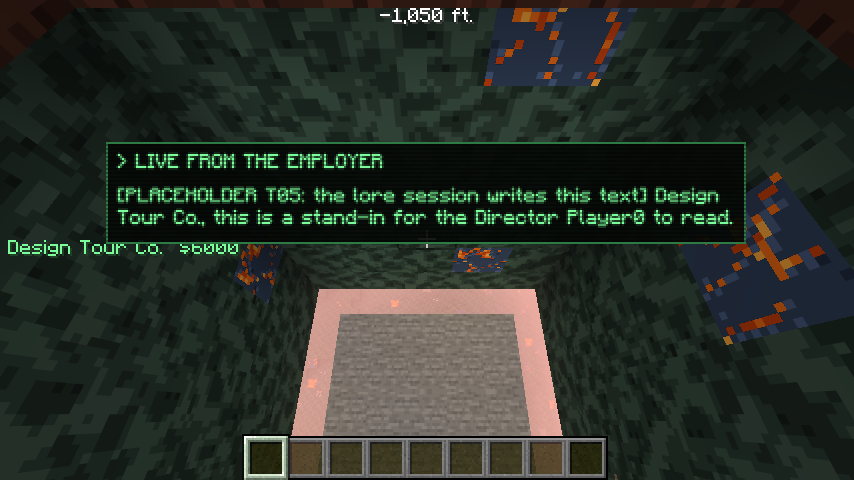 -1,050 ft.
> LIVE FROM THE EMPLOYER
[PLACEHOLDER T05: the lore session writes this text] Design
Tour Co., this is a stand-in for the Director Player0 to read.
Design Tour Co. $6000